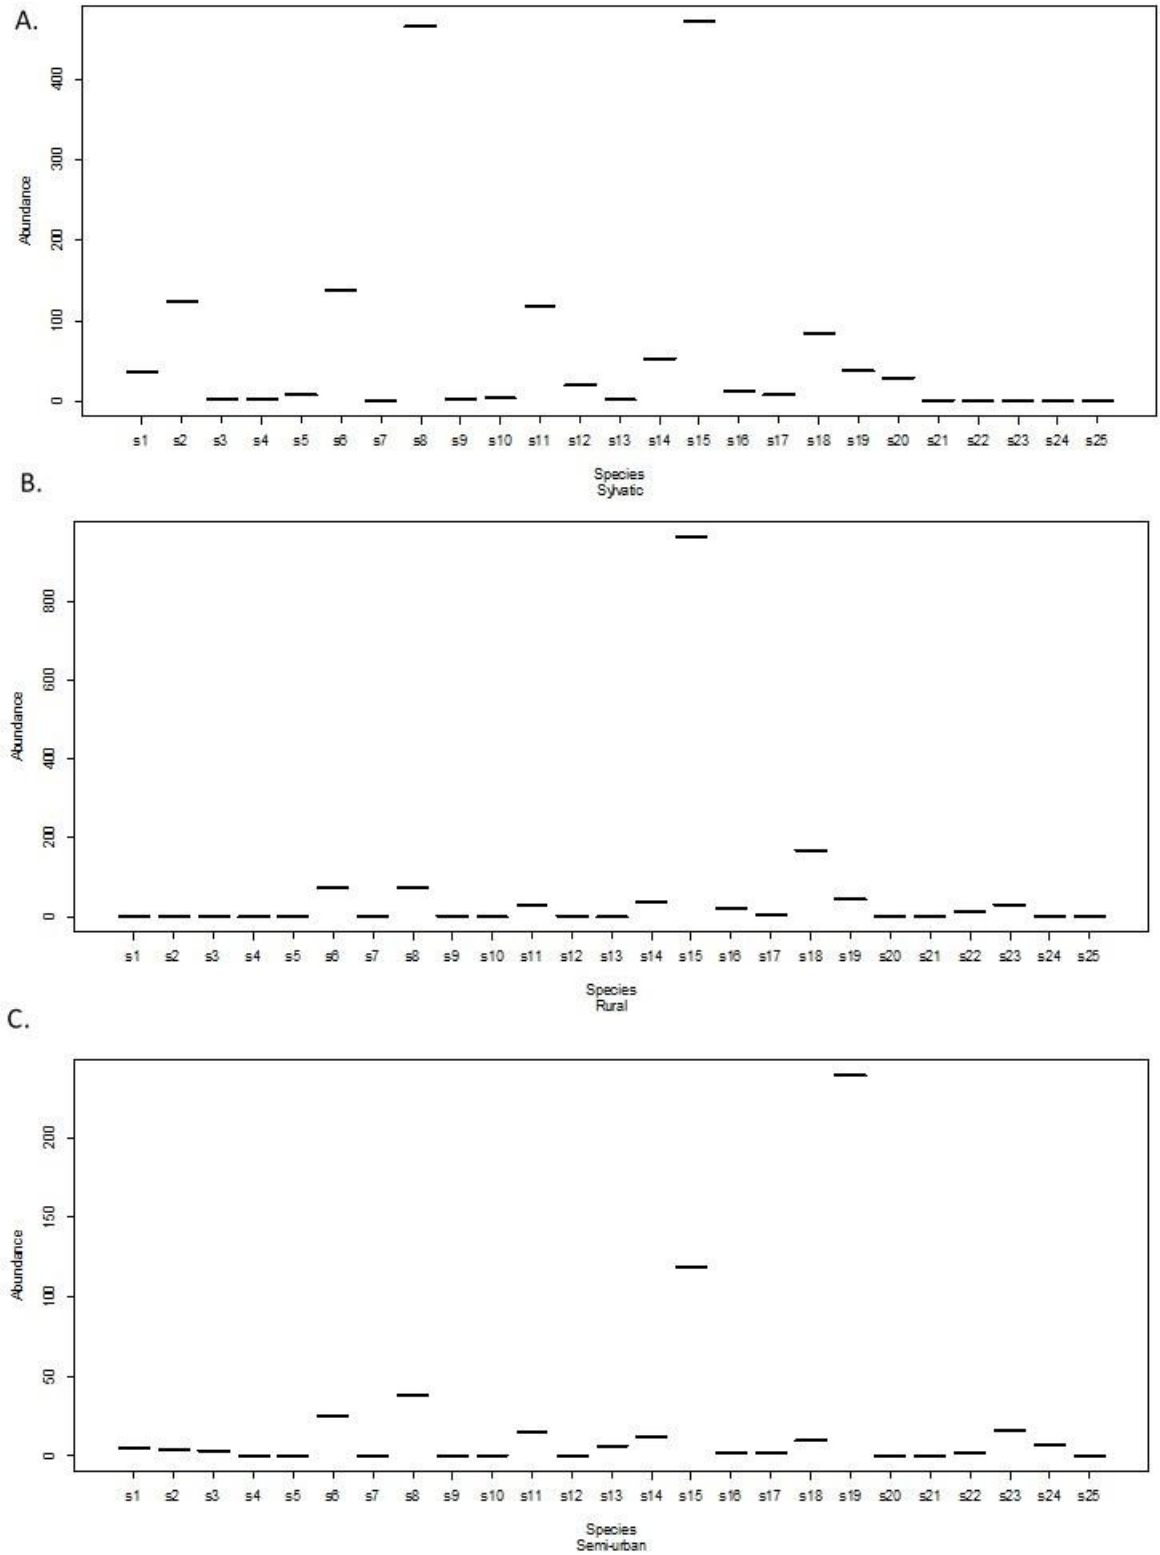 A.
Abundance
400
300
200
100
0
s1 s2 s3 s4 s5 s6 s7 s8 s9 s10 s11 s12 s13 s14 s15 s16 s17 s18 s19 s20 s21 s22 s23 s24 s25
Species
Sylvatic
B.
Abundance
800
600
400
200
0
s1 s2 s3 s4 s5 s6 s7 s8 s9 s10 s11 s12 s13 s14 s15 s16 s17 s18 s19 s20 s21 s22 s23 s24 s25
Species
Rural
C.
Abundance
200
150
100
50
0
s1 s2 s3 s4 s5 s6 s7 s8 s9 s10 s11 s12 s13 s14 s15 s16 s17 s18 s19 s20 s21 s22 s23 s24 s25
Species
Semi-urban